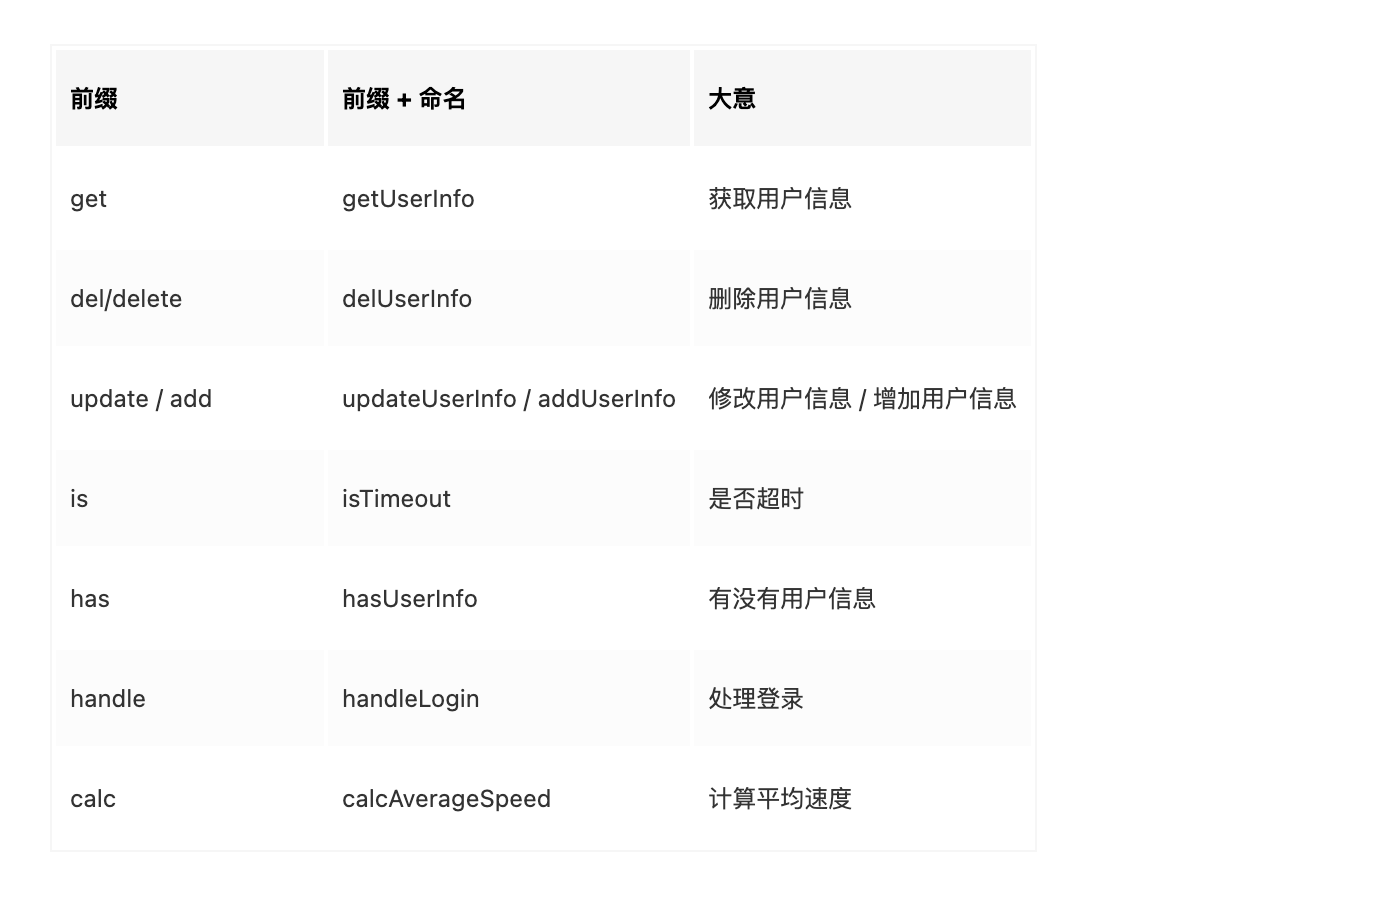 前缀 前缀 + 命名 大意
get getUserInfo 获取用户信息
del/delete delUserInfo 删除用户信息
update / add updateUserInfo / addUserInfo 修改用户信息 / 增加用户信息
is isTimeout 是否超时
has hasUserInfo 有没有用户信息
handle handleLogin 处理登录
calc calcAverageSpeed 计算平均速度